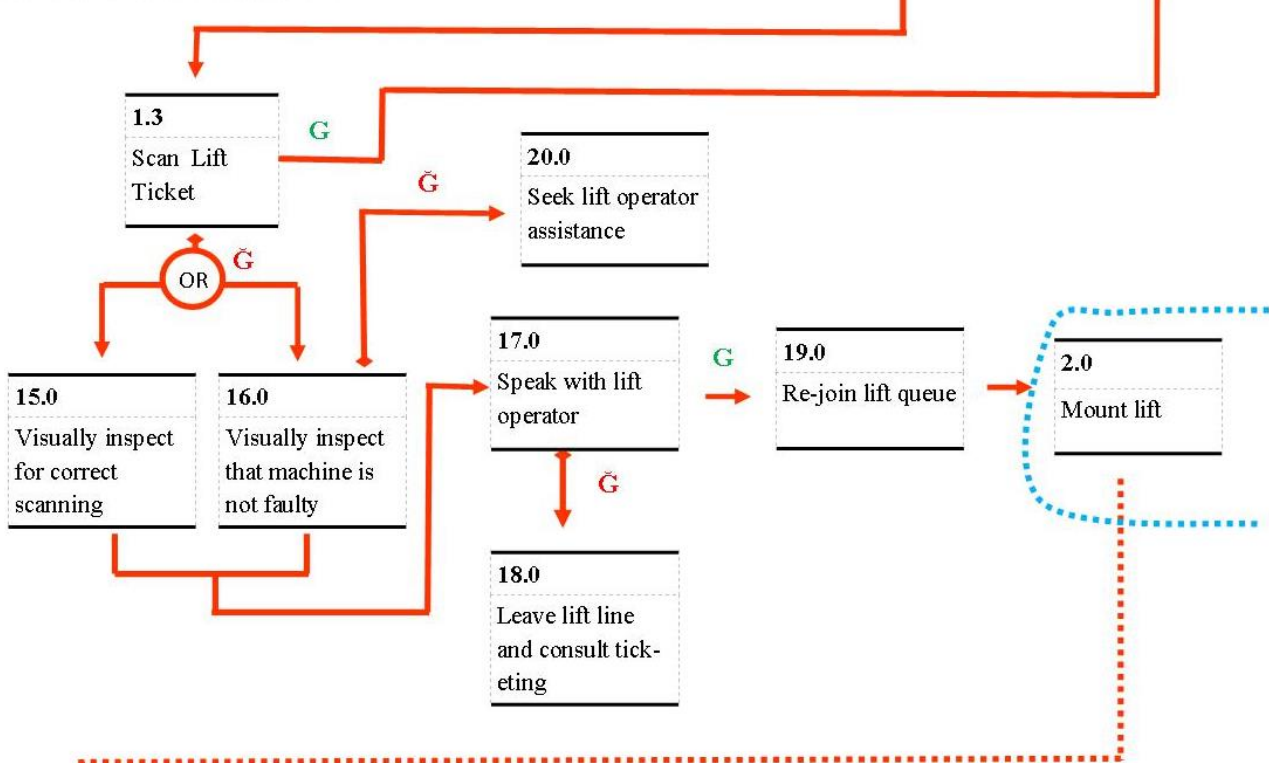 1.3
Scan Lift
Ticket
G
Ğ
20.0
Seek lift operator
assistance
OR
Ğ
15.0
Visually inspect
for correct
scanning
16.0
Visually inspect
that machine is
not faulty
17.0
Speak with lift
operator
G
19.0
Re-join lift queue
2.0
Mount lift
Ğ
18.0
Leave lift line
and consult tick-
eting